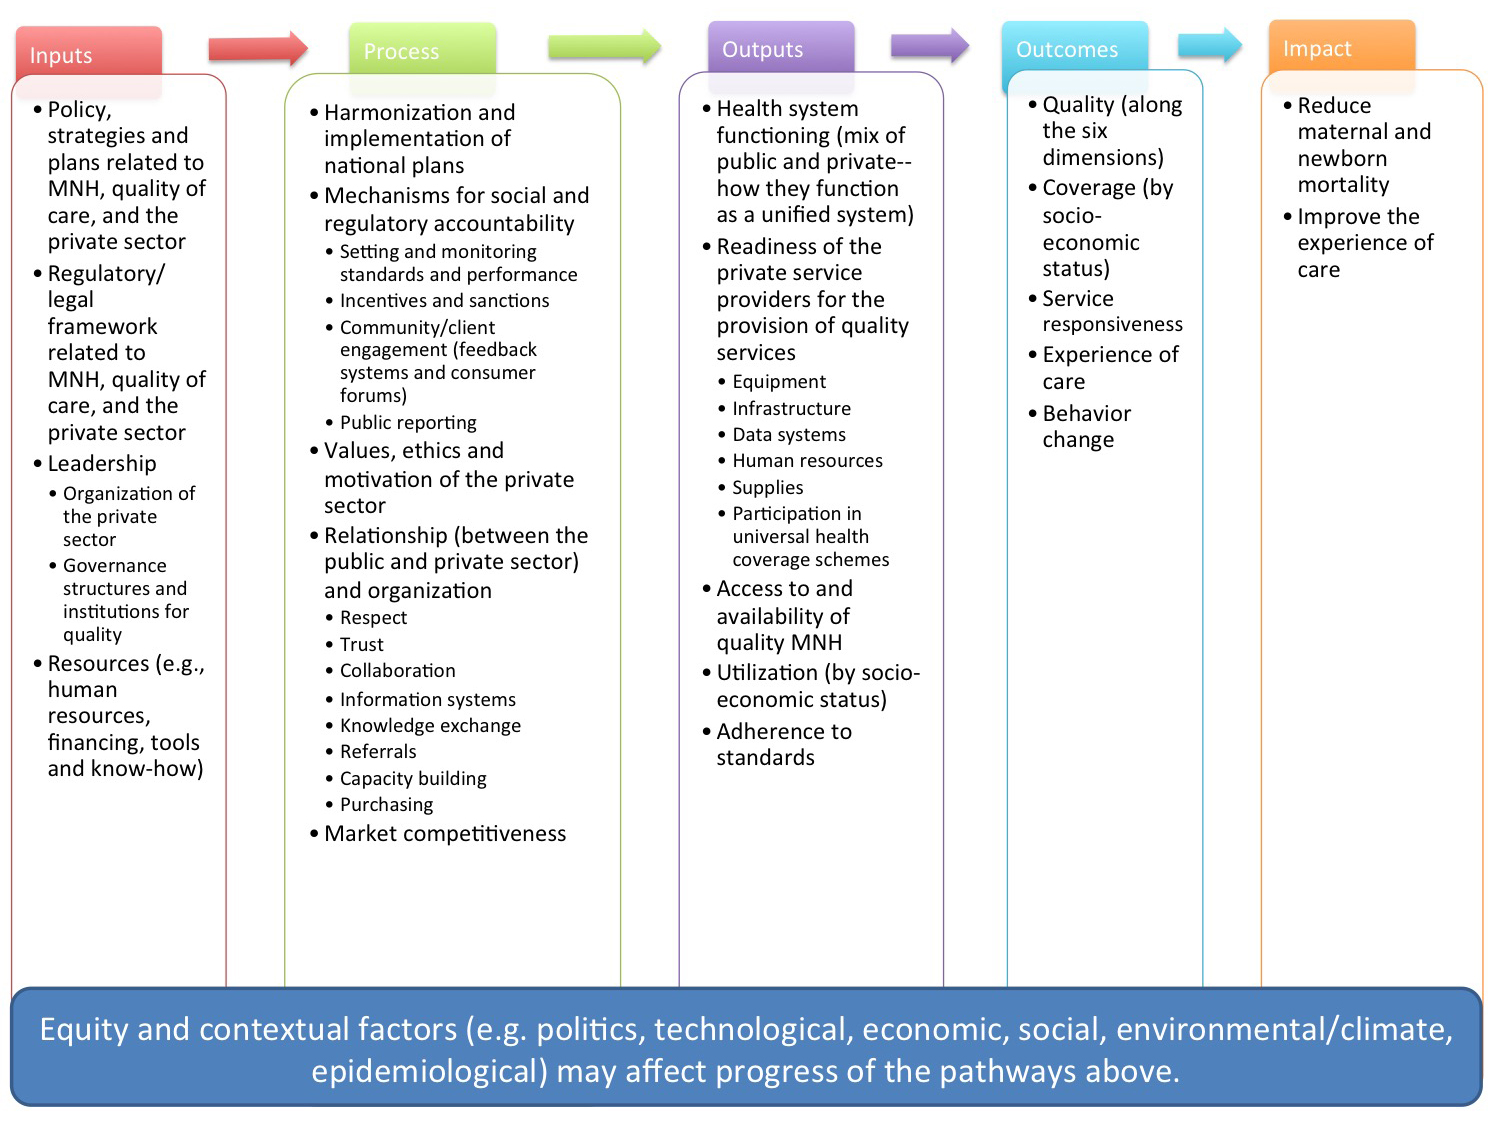 Inputs
• Policy,
strategies and
plans related to
MNH, quality of
care, and the
private sector
• Regulatory/
legal
framework
related to
MNH, quality of
care, and the
private sector
• Leadership
• Organization of
the private
sector
• Governance
structures and
institutions for
quality
• Resources (e.g.,
human
resources,
financing, tools
and know-how)
Process
• Harmonization and
implementation of
national plans
• Mechanisms for social and
regulatory accountability
• Setting and monitoring
standards and performance
• Incentives and sanctions
• Community/client
engagement (feedback
systems and consumer
forums)
• Public reporting
• Values, ethics and
motivation of the private
sector
• Relationship (between the
public and private sector)
and organization
• Respect
• Trust
• Collaboration
• Information systems
• Knowledge exchange
• Referrals
• Capacity building
• Purchasing
• Market competitiveness
Outputs
• Health system
functioning (mix of
public and private--
how they function
as a unified system)
• Readiness of the
private service
providers for the
provision of quality
services
• Equipment
• Infrastructure
• Data systems
• Human resources
• Supplies
• Participation in
universal health
coverage schemes
• Access to and
availability of
quality MNH
• Utilization (by socio-
economic status)
• Adherence to
standards
Outcomes
• Quality (along
the six
dimensions)
• Coverage (by
socio-
economic
status)
• Service
responsiveness
• Experience of
care
• Behavior
change
Impact
• Reduce
maternal and
newborn
mortality
• Improve the
experience of
care
Equity and contextual factors (e.g. politics, technological, economic, social, environmental/climate,
epidemiological) may affect progress of the pathways above.